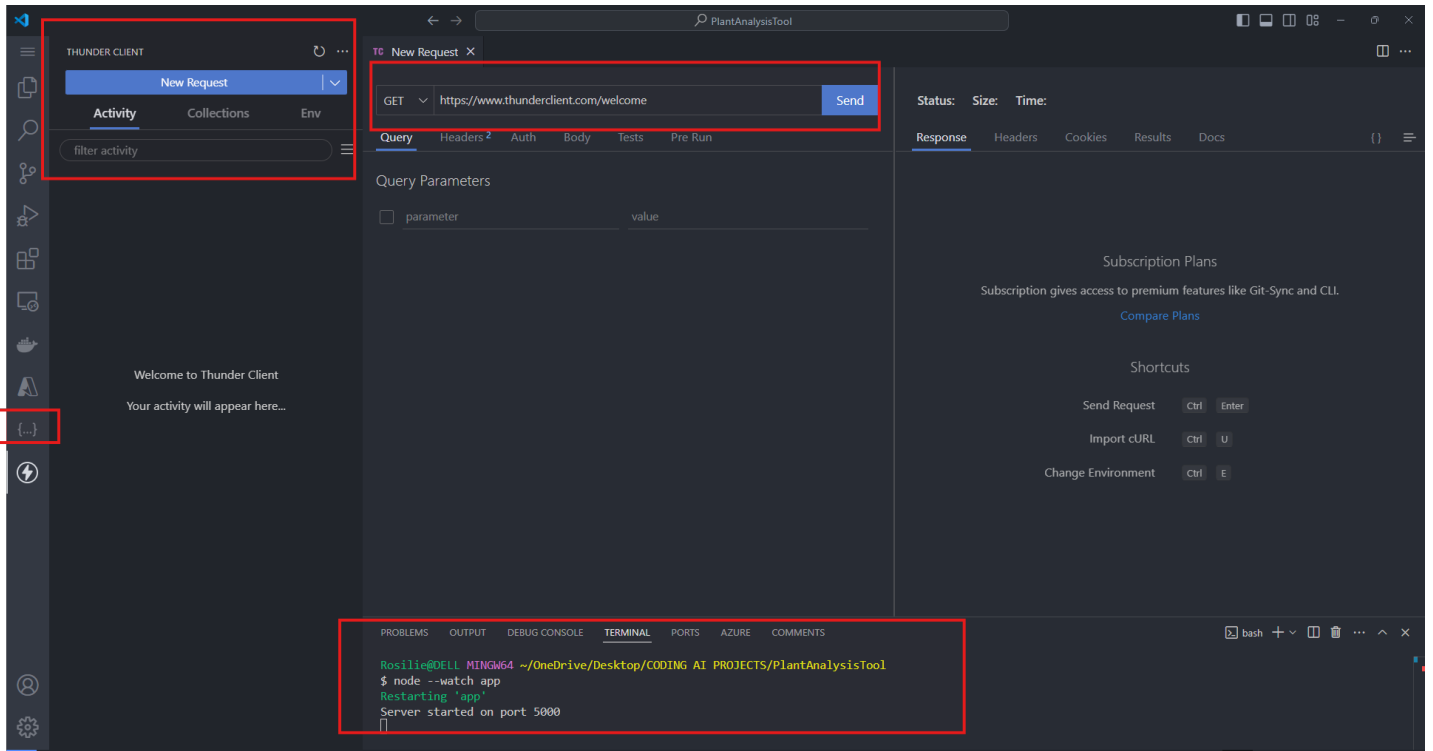 PlantAnalysisTool
THUNDER CLIENT
New Request
Activity Collections Env
filter activity
Welcome to Thunder Client
Your activity will appear here...
{...}
TC New Request
GET https://www.thunderclient.com/welcome Send
Query Headers 2 Auth Body Tests Pre Run
Query Parameters
parameter value
Status: Size: Time:
Response Headers Cookies Results Docs {}
Subscription Plans
Subscription gives access to premium features like Git-Sync and CLI.
Compare Plans
Shortcuts
Send Request Ctrl Enter
Import cURL Ctrl U
Change Environment Ctrl E
PROBLEMS OUTPUT DEBUG CONSOLE TERMINAL PORTS AZURE COMMENTS
bash
Rosilie@DELL MINGW64 ~/OneDrive/Desktop/CODING AI PROJECTS/PlantAnalysisTool
$ node --watch app
Restarting 'app'
Server started on port 5000